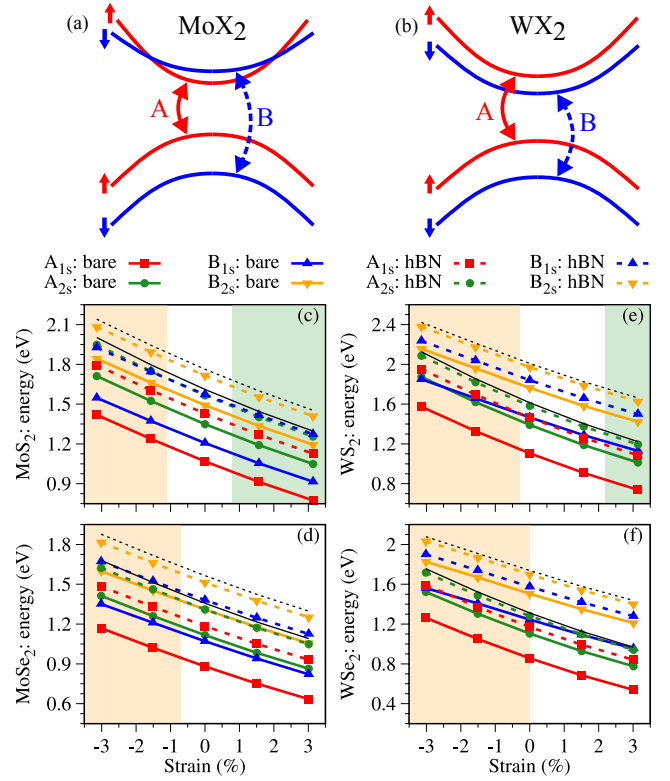 (a) MoX₂
(b) WX₂
A
B
A
B
A₁ₛ: bare B₁ₛ: bare A₁ₛ: hBN B₁ₛ: hBN
A₂ₛ: bare B₂ₛ: bare A₂ₛ: hBN B₂ₛ: hBN
MoS₂: energy (eV)
2.1
1.8
1.5
1.2
0.9
(c)
WS₂: energy (eV)
2.4
2
1.6
1.2
0.8
(e)
MoSe₂: energy (eV)
1.8
1.5
1.2
0.9
0.6
(d)
-3 -2 -1 0 1 2 3
Strain (%)
WSe₂: energy (eV)
2
1.6
1.2
0.8
0.4
(f)
-3 -2 -1 0 1 2 3
Strain (%)